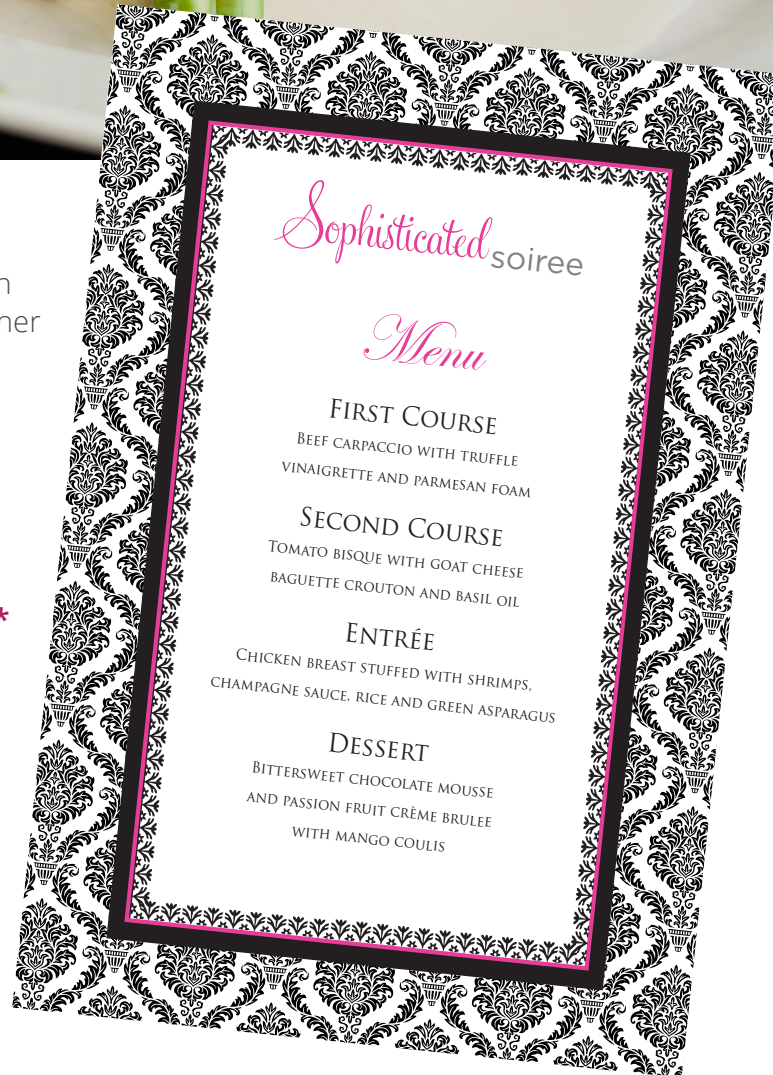 Sophisticated soiree
Menu
FIRST COURSE
BEEF CARPACCIO WITH TRUFFLE
VINAIGRETTE AND PARMESAN FOAM
SECOND COURSE
TOMATO BISQUE WITH GOAT CHEESE
BAGUETTE CROUTON AND BASIL OIL
ENTRÉE
CHICKEN BREAST STUFFED WITH SHRIMPS,
CHAMPAGNE SAUCE, RICE AND GREEN ASPARAGUS
DESSERT
BITTERSWEET CHOCOLATE MOUSSE
AND PASSION FRUIT CRÈME BRULEE
WITH MANGO COULIS
*